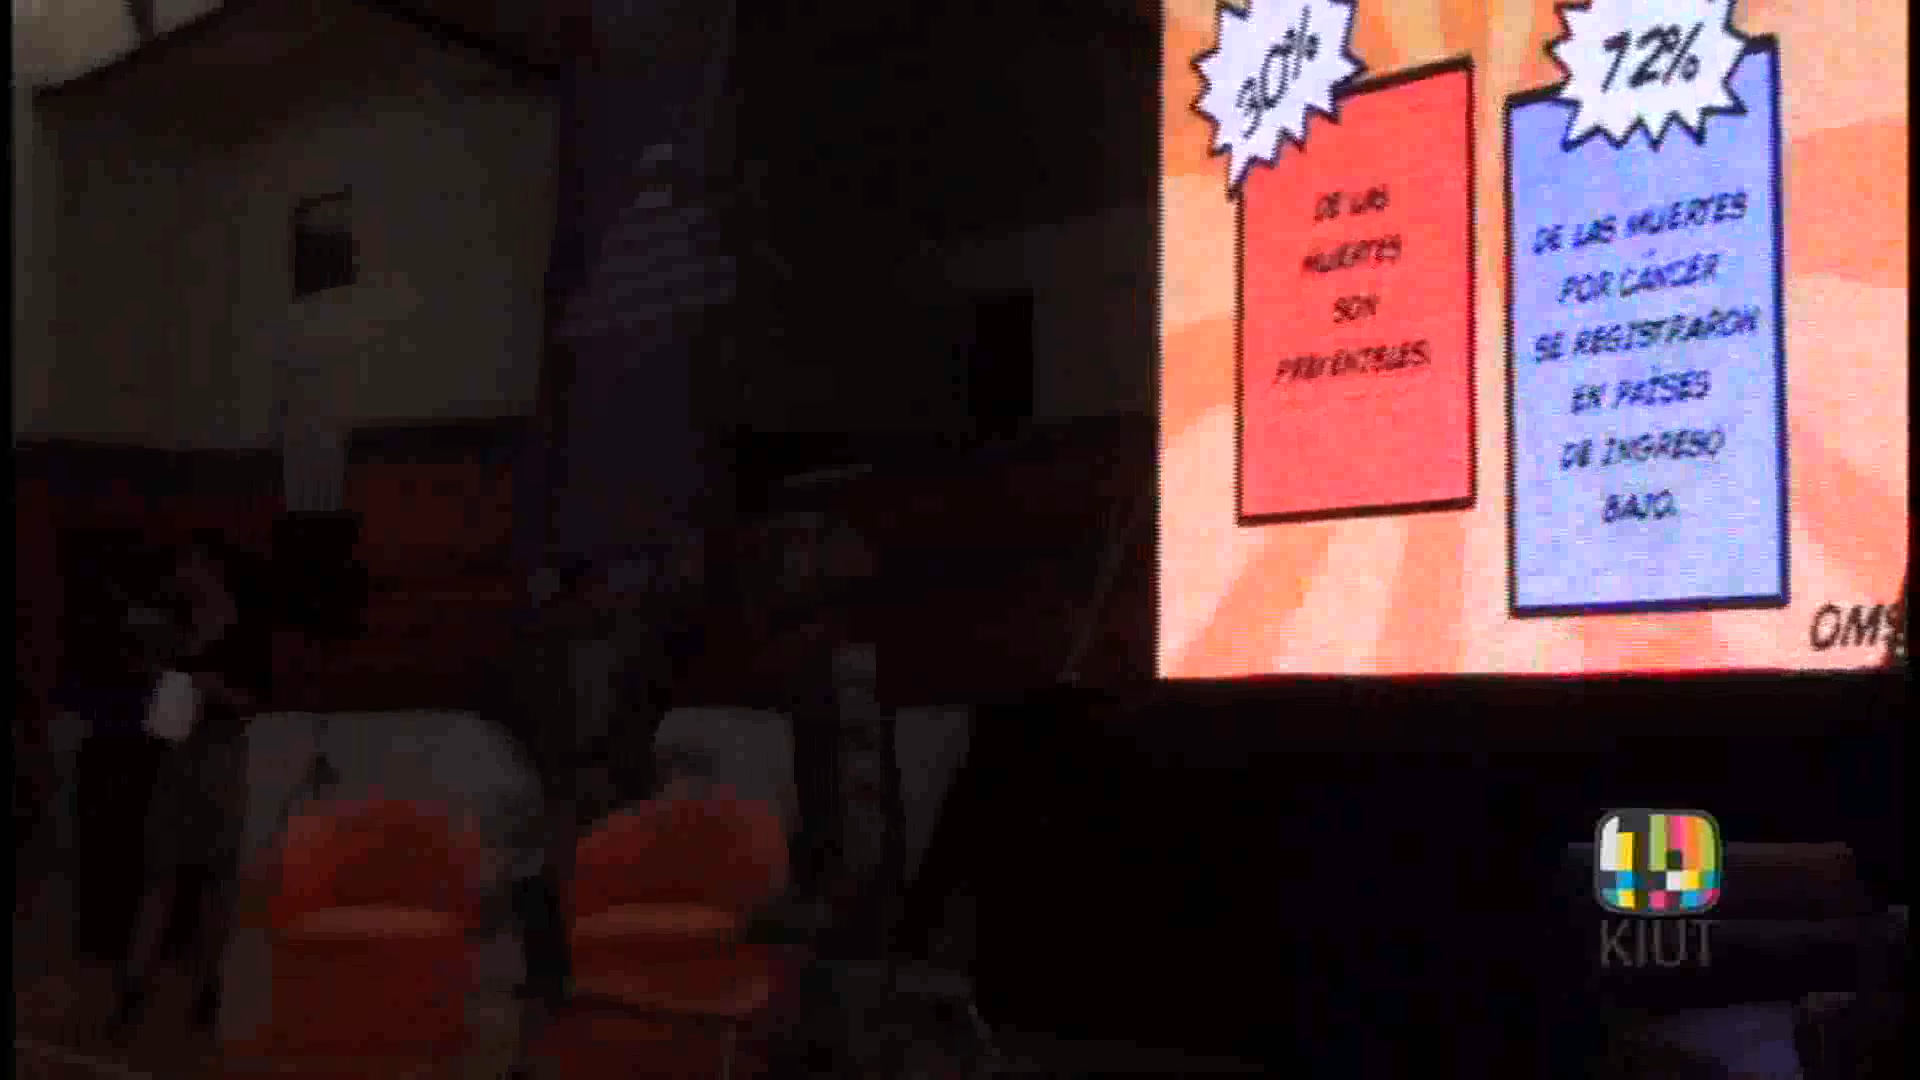 30%
DE LAS
MUERTES
SON
PREVENIBLES.
72%
DE LAS MUERTES
POR CÁNCER
SE REGISTRARON
EN PAÍSES
DE INGRESO
BAJO.
OMS
KIUT